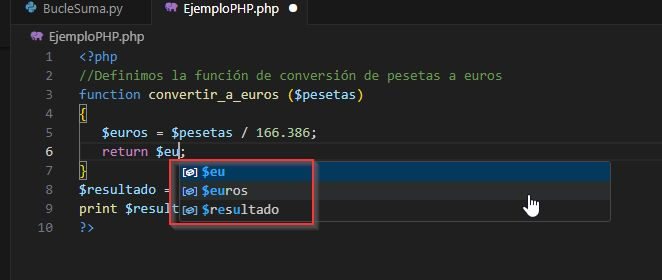 BucleSuma.py
EjemploPHP.php
EjemploPHP.php
1 <?php
2 //Definimos la función de conversión de pesetas a euros
3 function convertir_a_euros ($pesetas)
4 {
5 $euros = $pesetas / 166.386;
6 return $eu;
7 }
$eu
8 $resultado =
$euros
9 print $result
$resultado
10 ?>